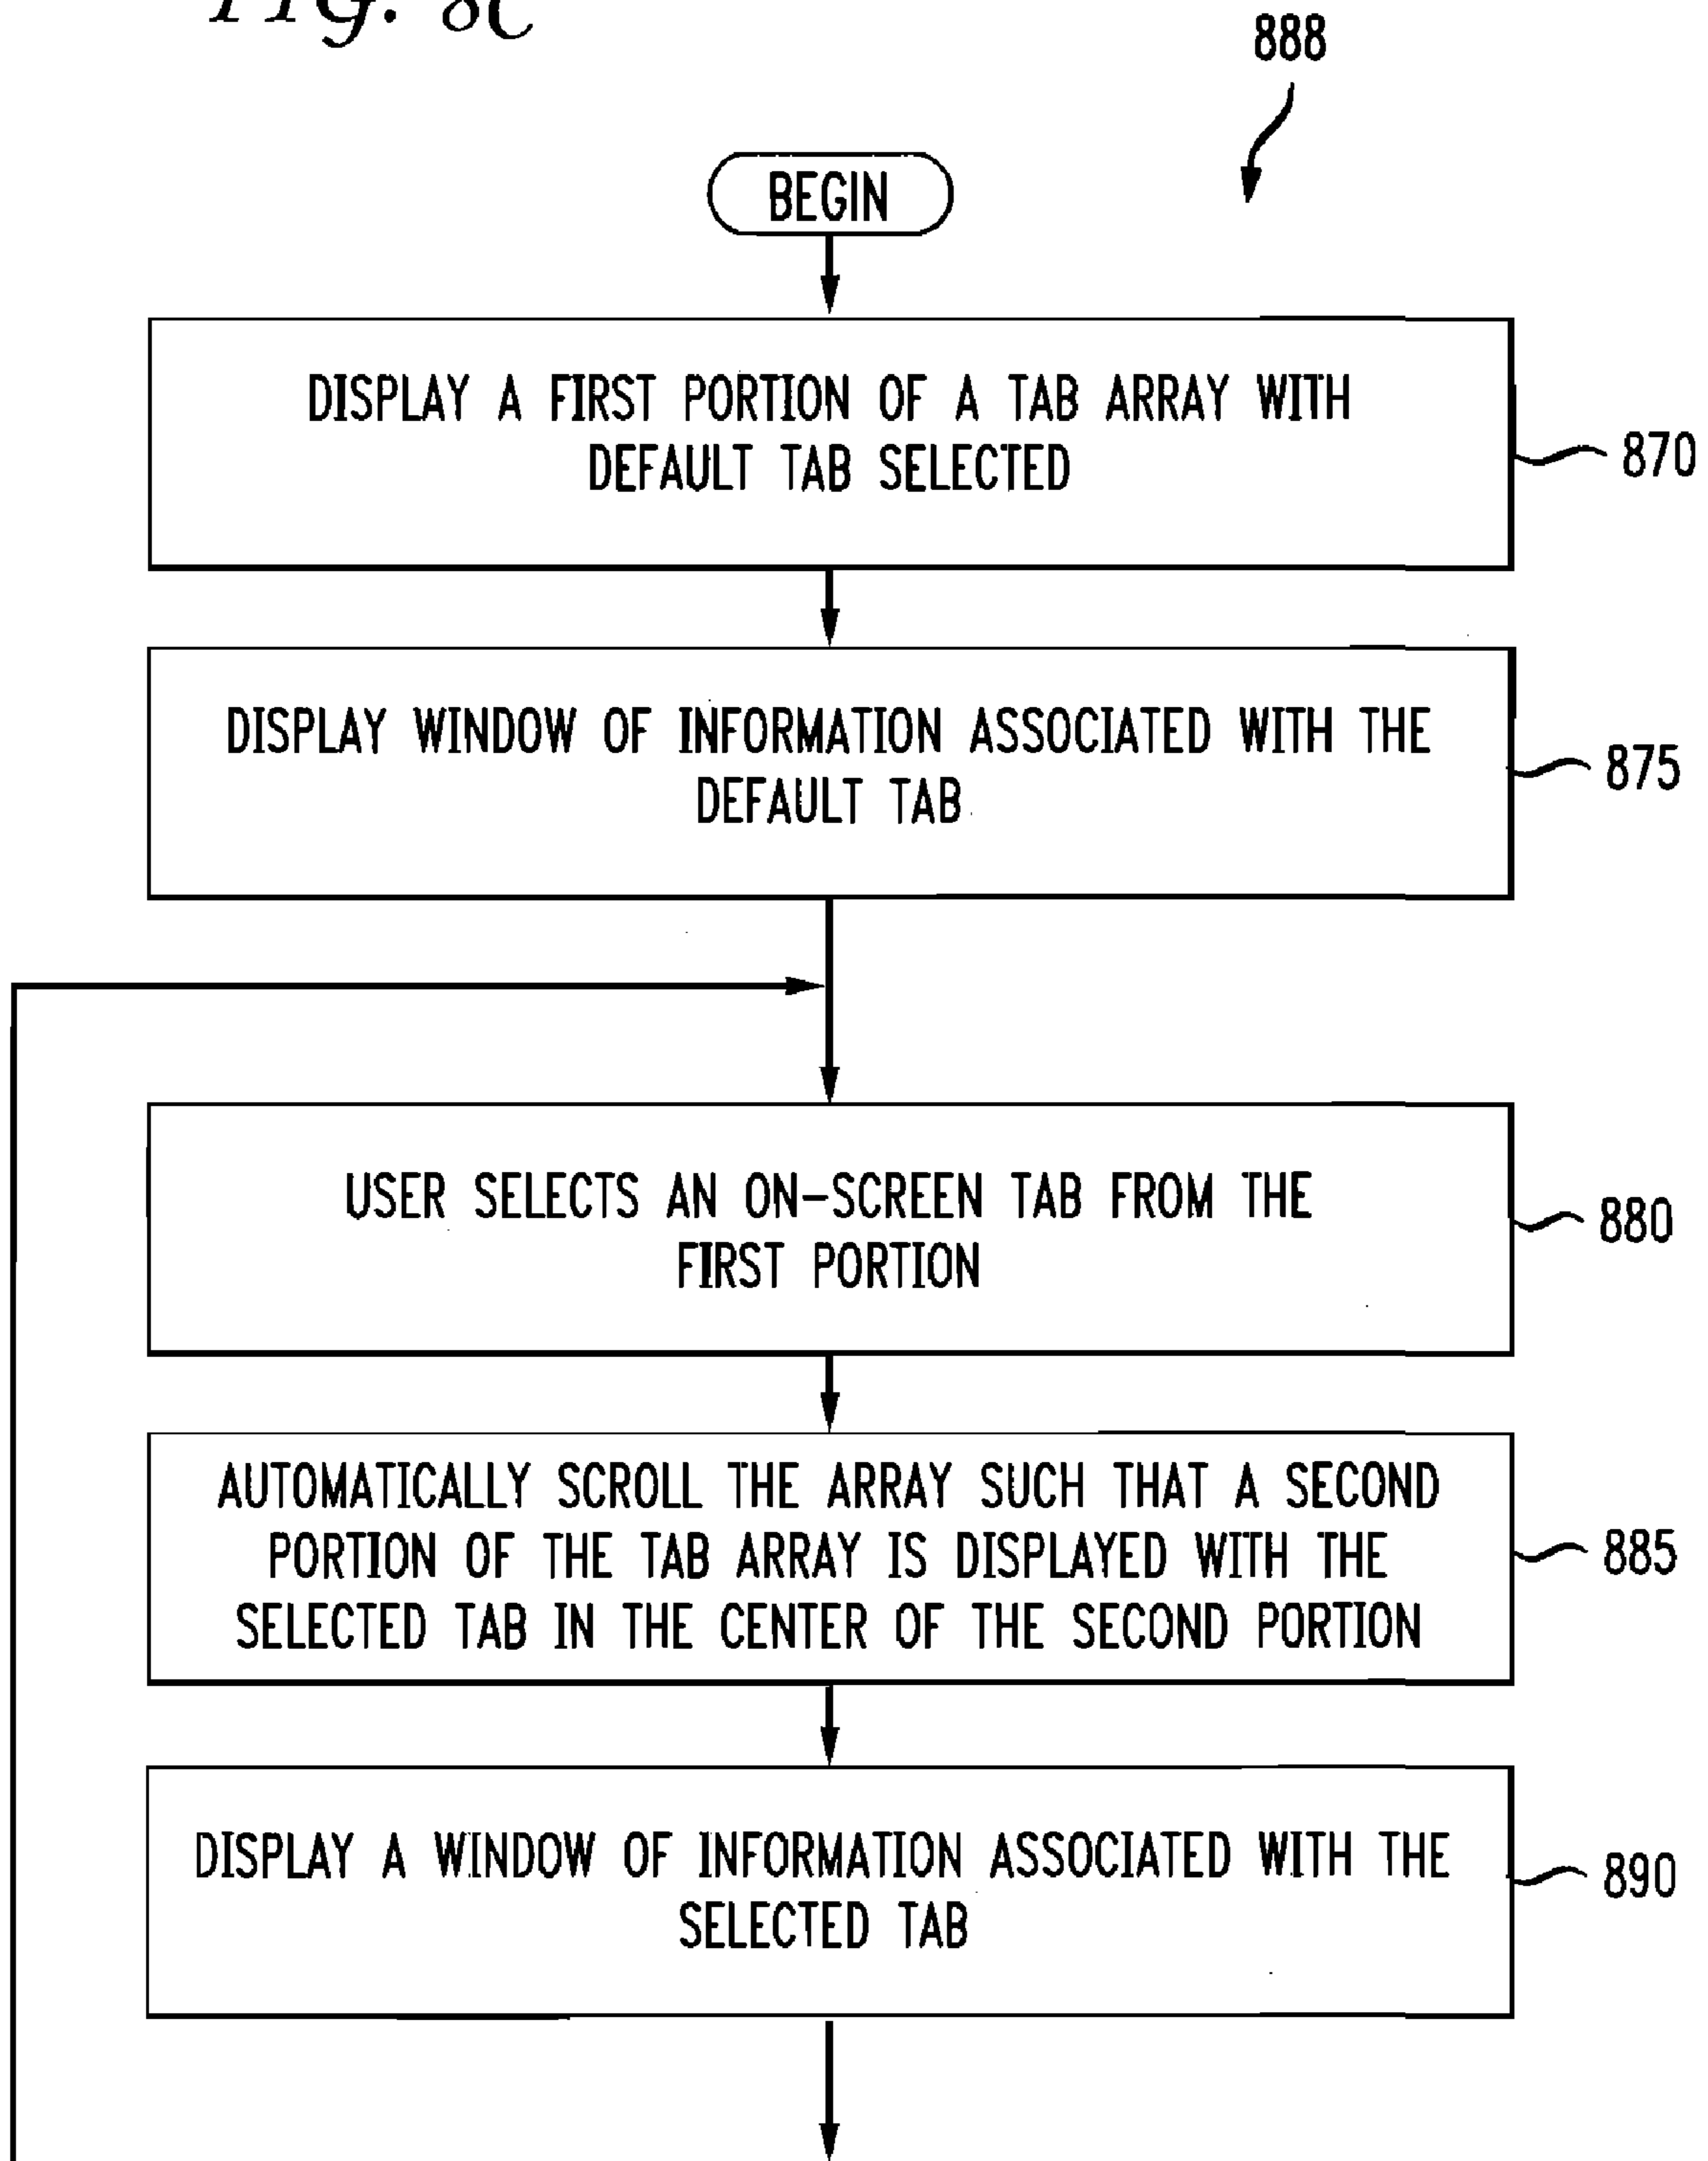 FIG. 8C
888
BEGIN
DISPLAY A FIRST PORTION OF A TAB ARRAY WITH
DEFAULT TAB SELECTED
870
DISPLAY WINDOW OF INFORMATION ASSOCIATED WITH THE
DEFAULT TAB
875
USER SELECTS AN ON-SCREEN TAB FROM THE
FIRST PORTION
880
AUTOMATICALLY SCROLL THE ARRAY SUCH THAT A SECOND
PORTION OF THE TAB ARRAY IS DISPLAYED WITH THE
SELECTED TAB IN THE CENTER OF THE SECOND PORTION
885
DISPLAY A WINDOW OF INFORMATION ASSOCIATED WITH THE
SELECTED TAB
890